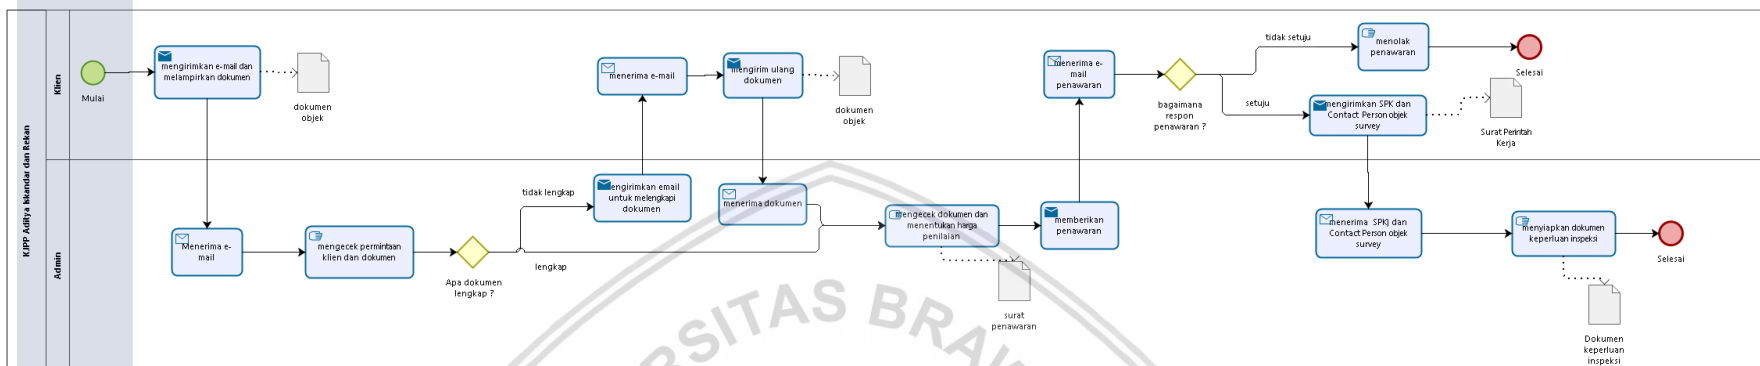 KJPP Aditya Iskandar dan Rekan
Klien
Mulai
mengirimkan e-mail dan
melampirkan dokumen
dokumen
objek
menerima e-mail
mengirim ulang
dokumen
dokumen
objek
menerima e-
mail
penawaran
bagaimana
respon
penawaran ?
tidak setuju
menolak
penawaran
Selesai
setuju
mengirimkan SPK dan
Contact Person objek
survey
Surat Perintah
Kerja
Admin
Menerima e-
mail
mengecek permintaan
klien dan dokumen
Apa dokumen
lengkap ?
tidak lengkap
lengkap
mengirimkan email
untuk melengkapi
dokumen
menerima dokumen
mengecek dokumen dan
menentukan harga
penilaian
surat
penawaran
memberikan
penawaran
menerima SPKJ dan
Contact Person objek
survey
menyiapkan dokumen
keperluan inspeksi
Selesai
Dokumen
keperluan
inspeksi
RSITAS BRAW